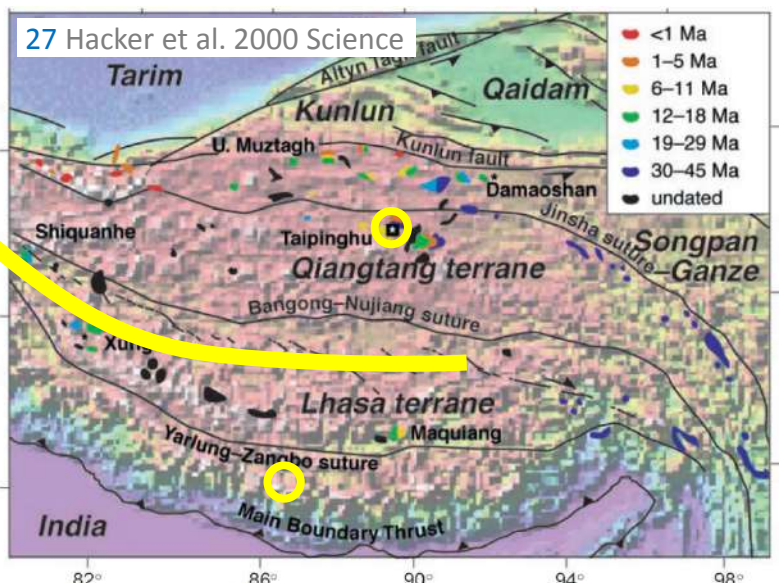 27 Hacker et al. 2000 Science
Altyn Tagh fault
Tarim
Qaidam
Kunlun
<1 Ma
1–5 Ma
6–11 Ma
12–18 Ma
19–29 Ma
30–45 Ma
undated
U. Muztagh
Kunlun fault
Damaoshan
Jinsha suture
Shiquanhe
Taipinghu
Songpan
–Ganze
Qiangtang terrane
Bangong–Nujiang suture
Lhasa terrane
Maquiang
Yarlung–Zangbo suture
Main Boundary Thrust
India
82°
86°
90°
94°
98°